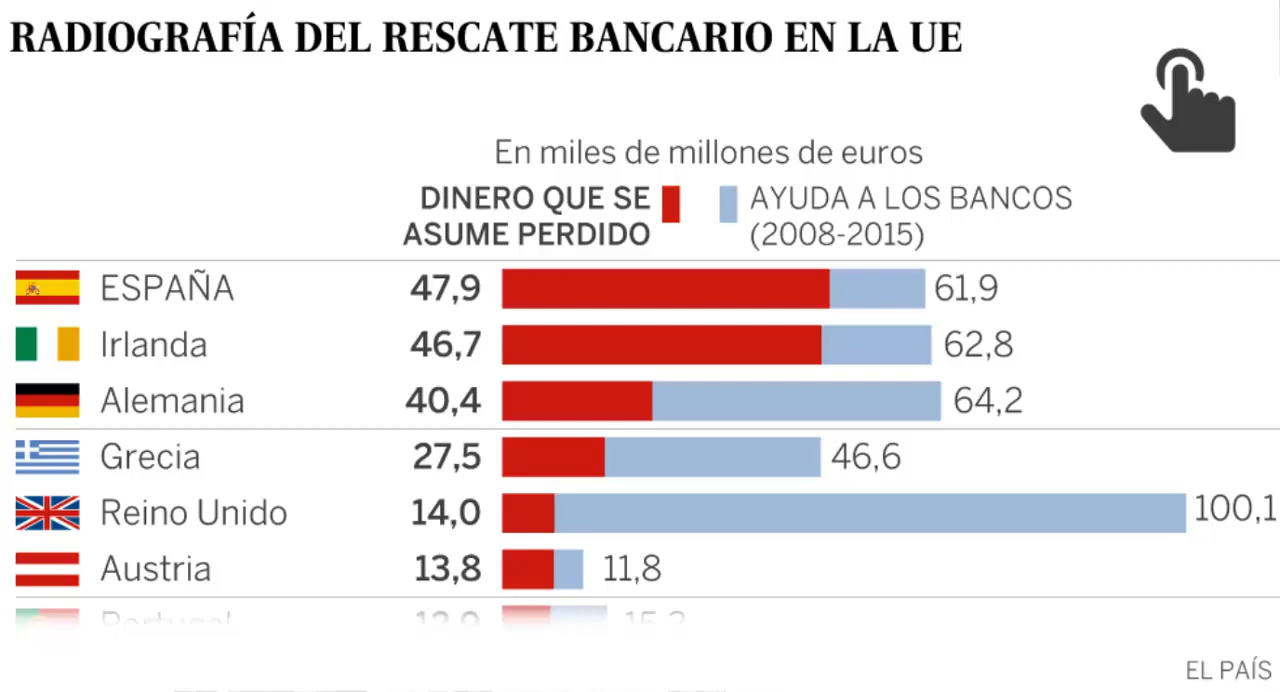 RADIOGRAFÍA DEL RESCATE BANCARIO EN LA UE
En miles de millones de euros
DINERO QUE SE ASUME PERDIDO
AYUDA A LOS BANCOS (2008-2015)
ESPAÑA 47,9 61,9
Irlanda 46,7 62,8
Alemania 40,4 64,2
Grecia 27,5 46,6
Reino Unido 14,0 100,1
Austria 13,8 11,8
Portugal
EL PAÍS